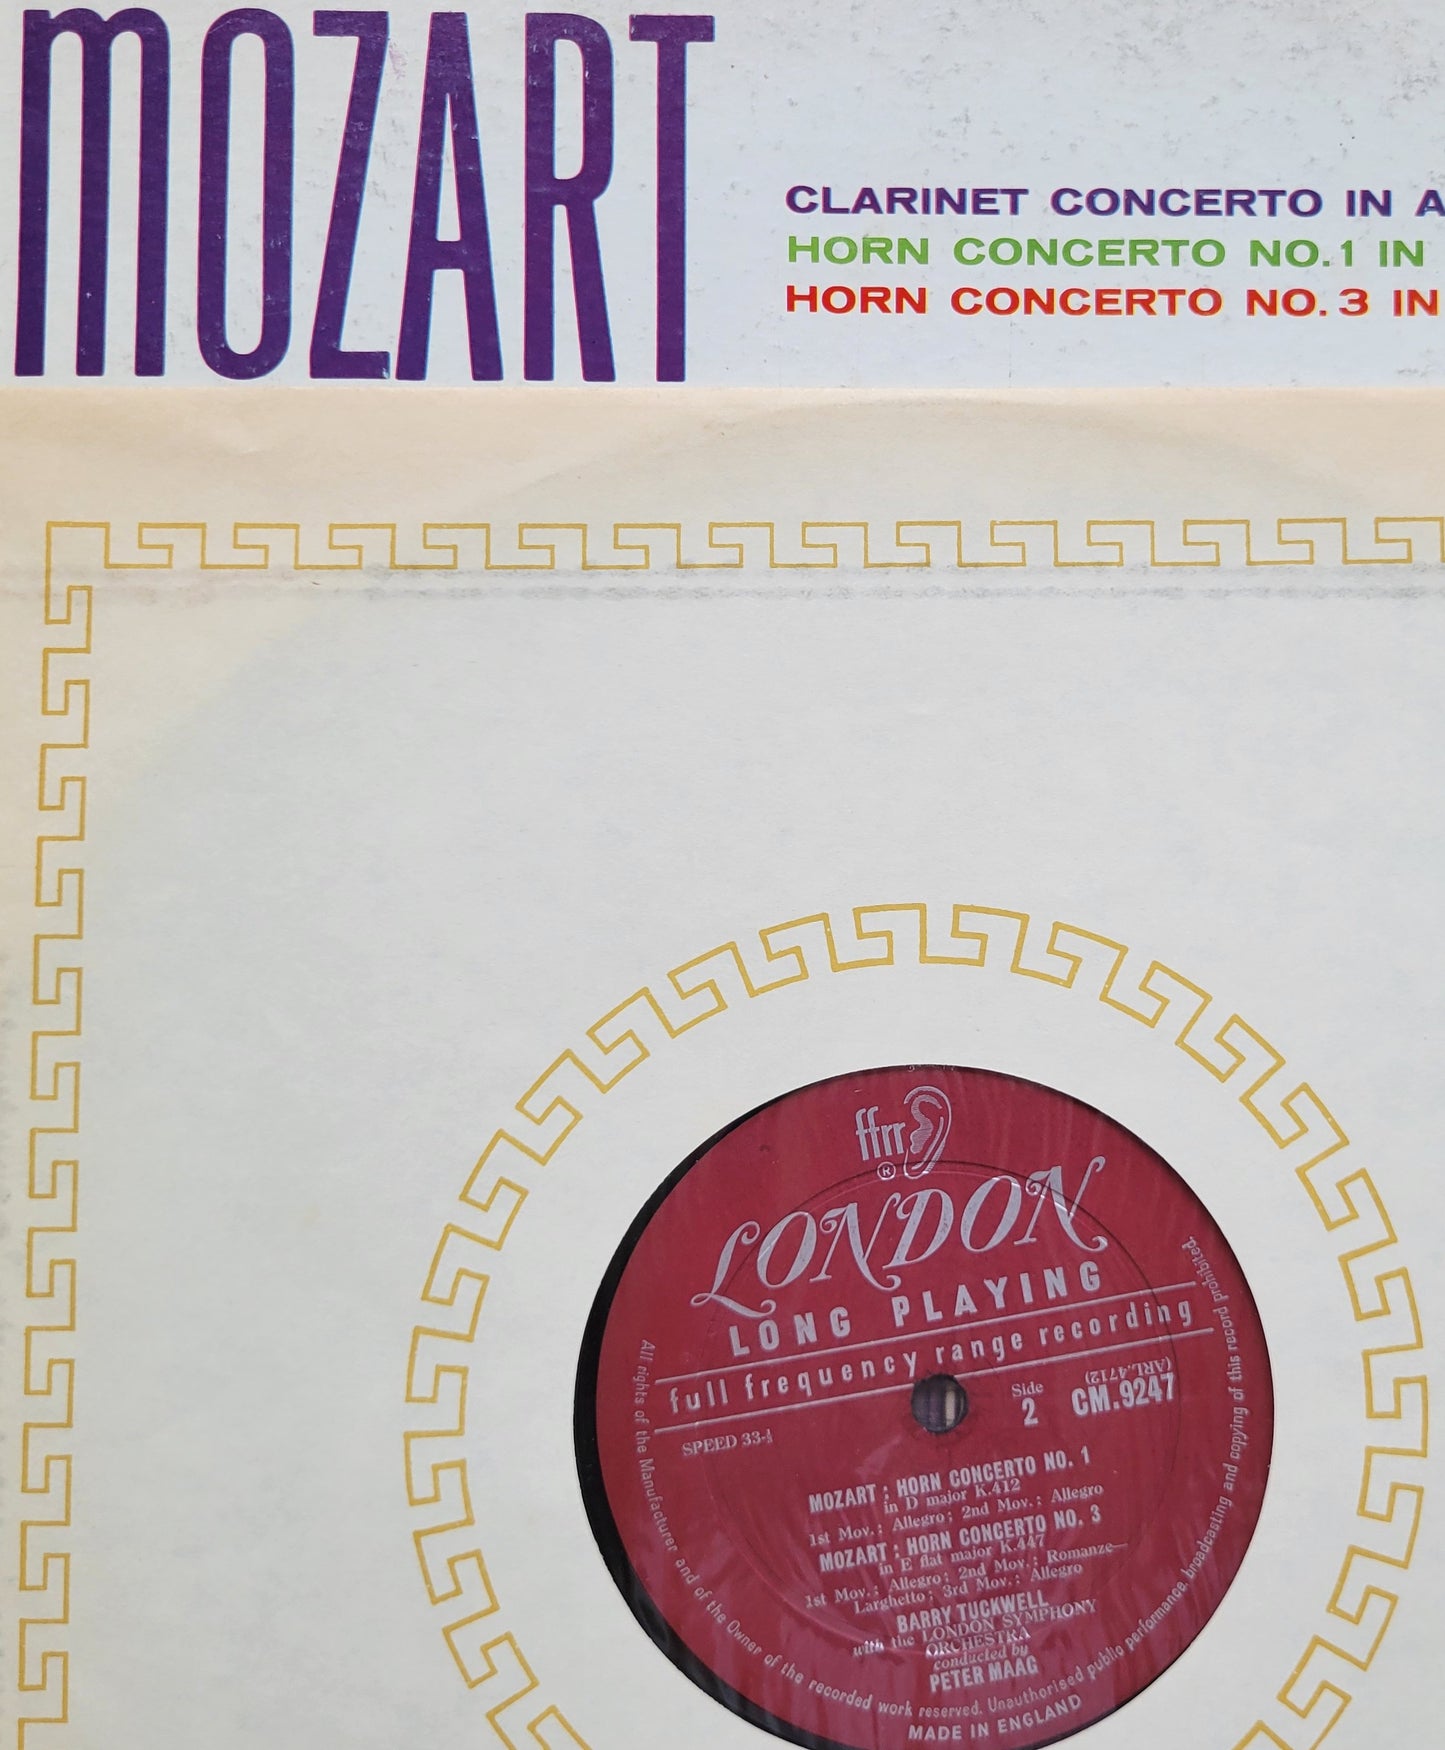 MOZART
CLARINET CONCERTO IN A
HORN CONCERTO NO.1 IN
HORN CONCERTO NO.3 IN
ffrr
®
LONDON
LONG PLAYING
full frequency range recording
SPEED 33⅓
Side
2
(ARL.4712)
CM.9247
MOZART : HORN CONCERTO NO. 1
in D major K.412
1st Mov.: Allegro; 2nd Mov.: Allegro
MOZART : HORN CONCERTO NO. 3
in E flat major K.447
1st Mov.: Allegro; 2nd Mov.: Romanze—
Larghetto; 3rd Mov.: Allegro
BARRY TUCKWELL
with the LONDON SYMPHONY
ORCHESTRA
conducted by
PETER MAAG
All rights of the Manufacturer and of the Owner of the recorded work reserved. Unauthorised public performance, broadcasting and copying of this record prohibited.
MADE IN ENGLAND